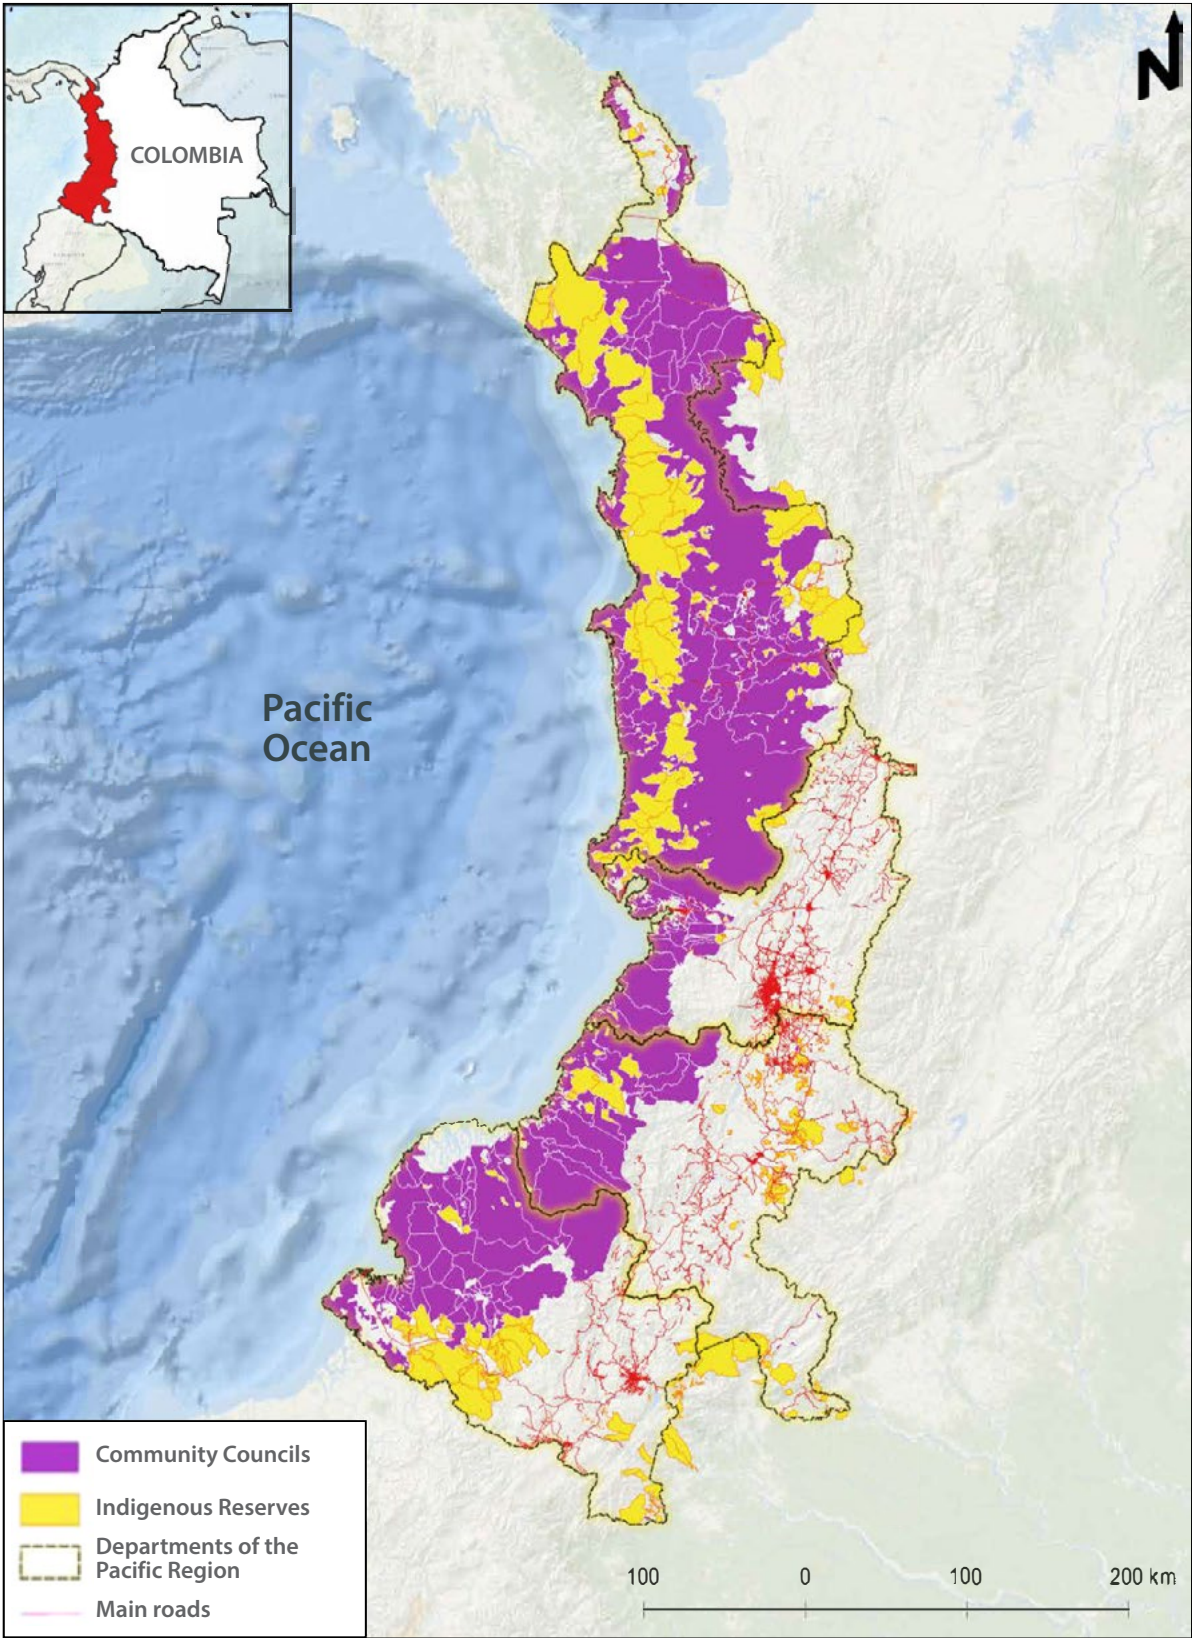 COLOMBIA
N
Pacific
Ocean
Community Councils
Indigenous Reserves
Departments of the
Pacific Region
Main roads
100 0 100 200 km